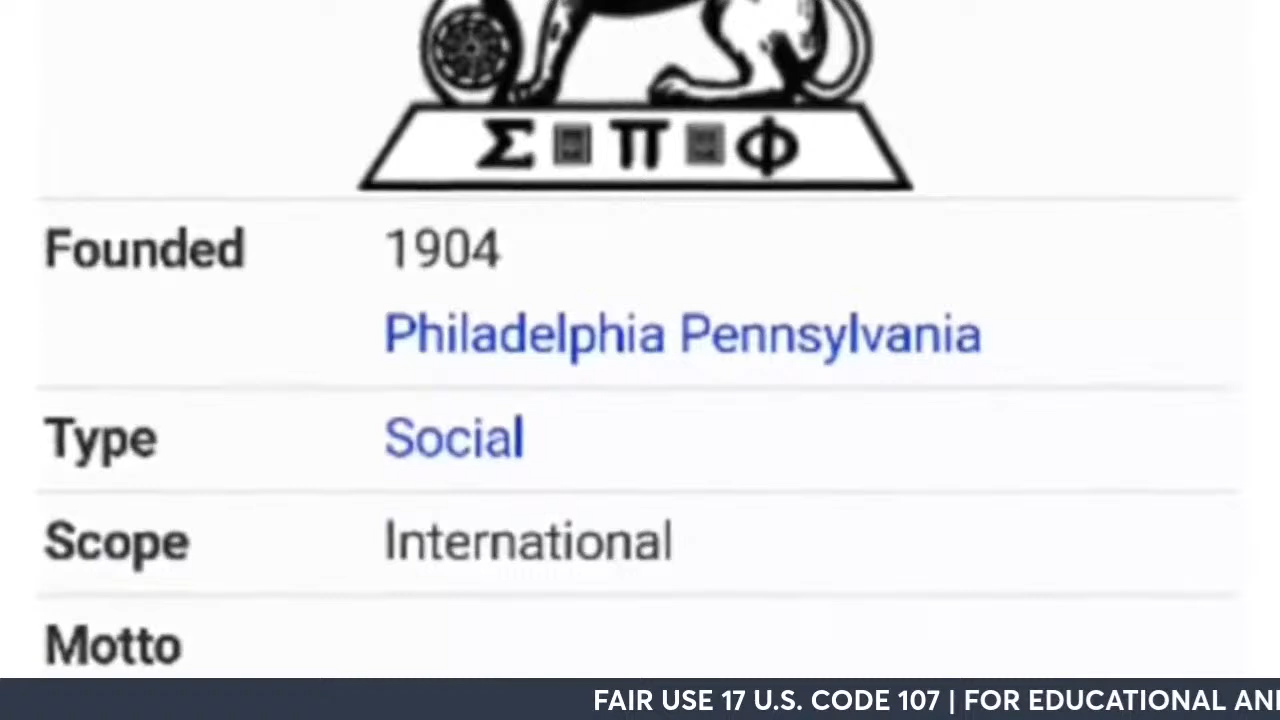 Σ Π Φ
Founded 1904
Philadelphia Pennsylvania
Type Social
Scope International
Motto
FAIR USE 17 U.S. CODE 107 | FOR EDUCATIONAL AN